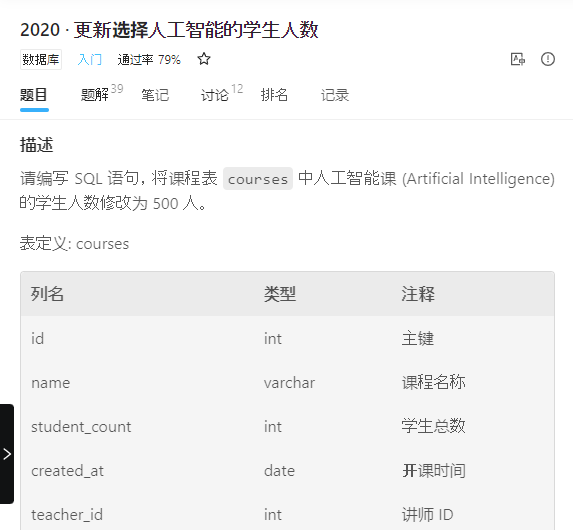 2020 · 更新选择人工智能的学生人数
数据库 入门 通过率 79%
题目 题解39 笔记 讨论12 排名 记录
描述
请编写 SQL 语句，将课程表 courses 中人工智能课 (Artificial Intelligence)
的学生人数修改为 500 人。
表定义: courses
列名 类型 注释
id int 主键
name varchar 课程名称
student_count int 学生总数
created_at date 开课时间
teacher_id int 讲师 ID